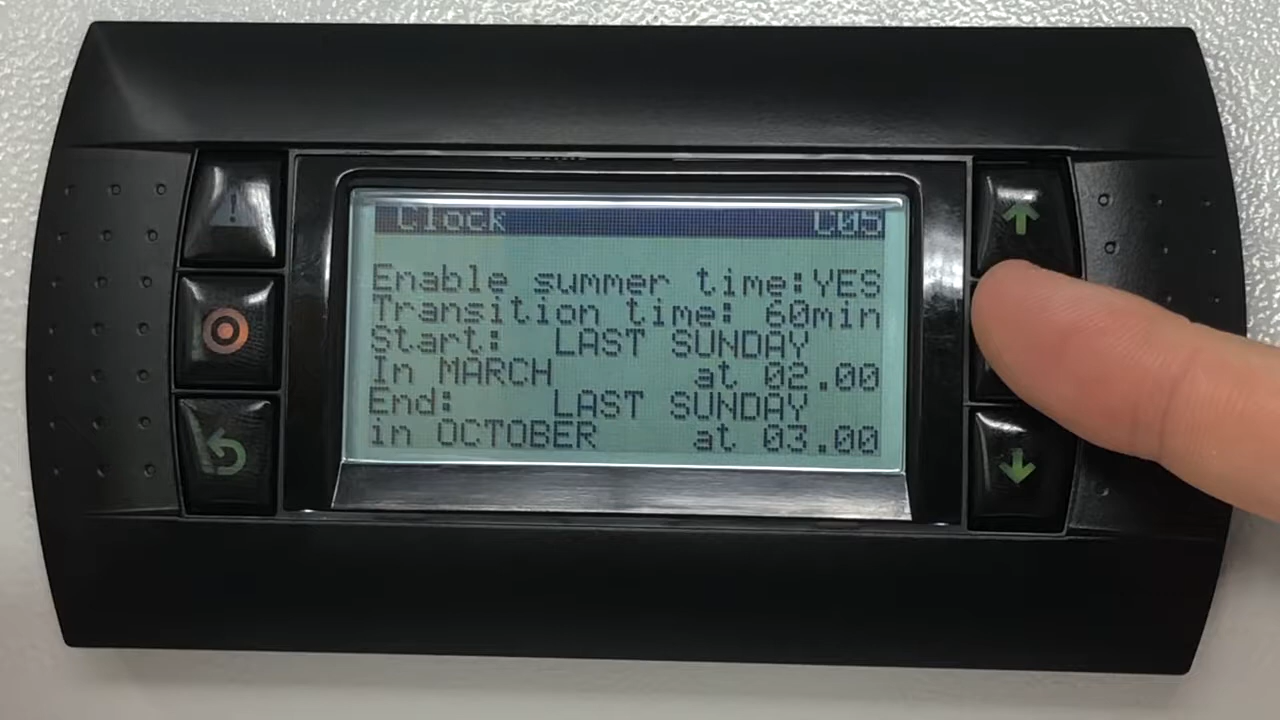 Clock C05
Enable summer time:YES
Transition time: 60min
Start: LAST SUNDAY
In MARCH at 02.00
End: LAST SUNDAY
in OCTOBER at 03.00